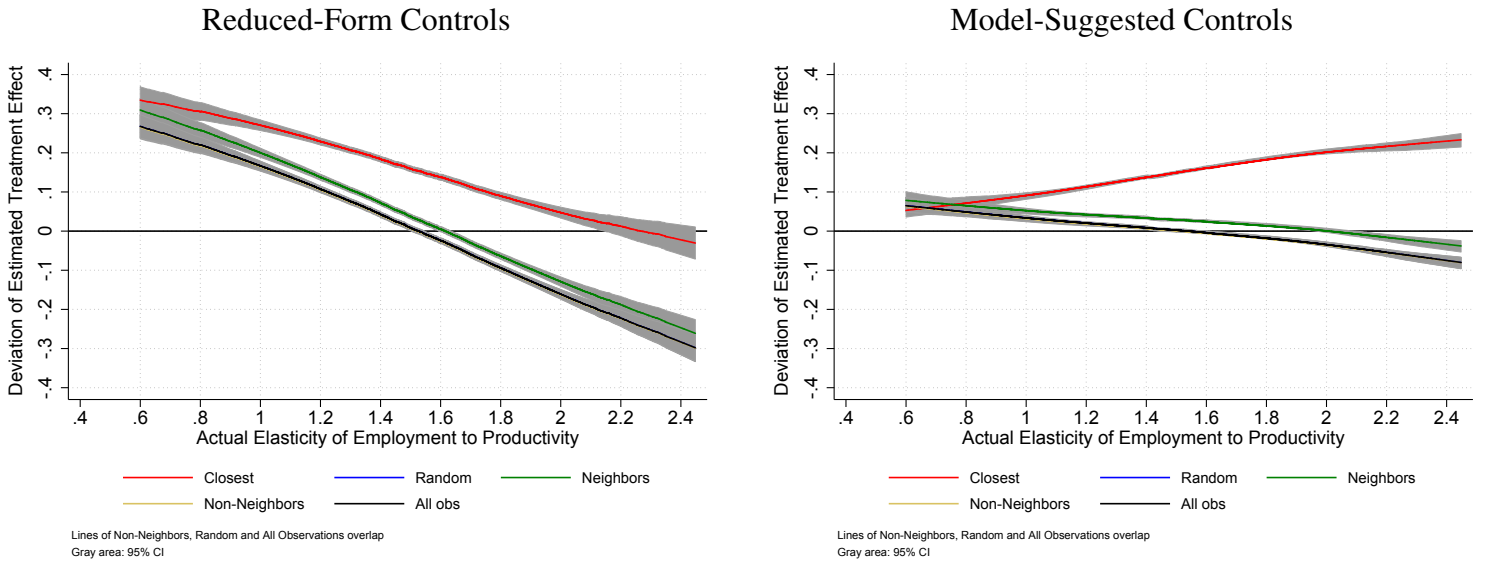 Reduced-Form Controls
Deviation of Estimated Treatment Effect
.4
.3
.2
.1
0
-.1
-.2
-.3
-.4
.4 .6 .8 1 1.2 1.4 1.6 1.8 2 2.2 2.4
Actual Elasticity of Employment to Productivity
Closest Random Neighbors
Non-Neighbors All obs
Lines of Non-Neighbors, Random and All Observations overlap
Gray area: 95% CI
Model-Suggested Controls
Deviation of Estimated Treatment Effect
.4
.3
.2
.1
0
-.1
-.2
-.3
-.4
.4 .6 .8 1 1.2 1.4 1.6 1.8 2 2.2 2.4
Actual Elasticity of Employment to Productivity
Closest Random Neighbors
Non-Neighbors All obs
Lines of Non-Neighbors, Random and All Observations overlap
Gray area: 95% CI